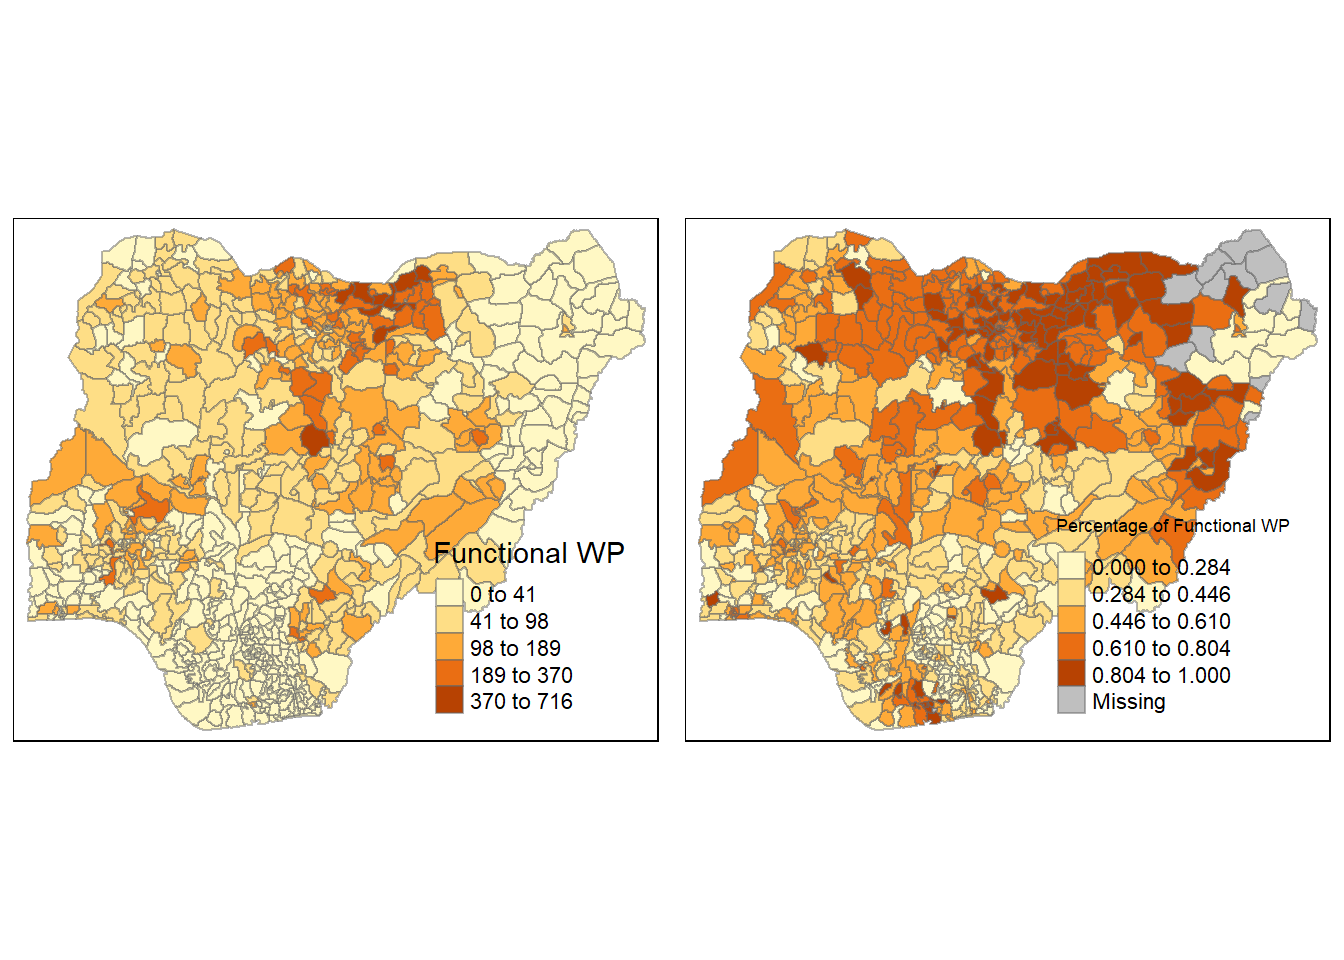 Functional WP
0 to 41
41 to 98
98 to 189
189 to 370
370 to 716
Percentage of Functional WP
0.000 to 0.284
0.284 to 0.446
0.446 to 0.610
0.610 to 0.804
0.804 to 1.000
Missing